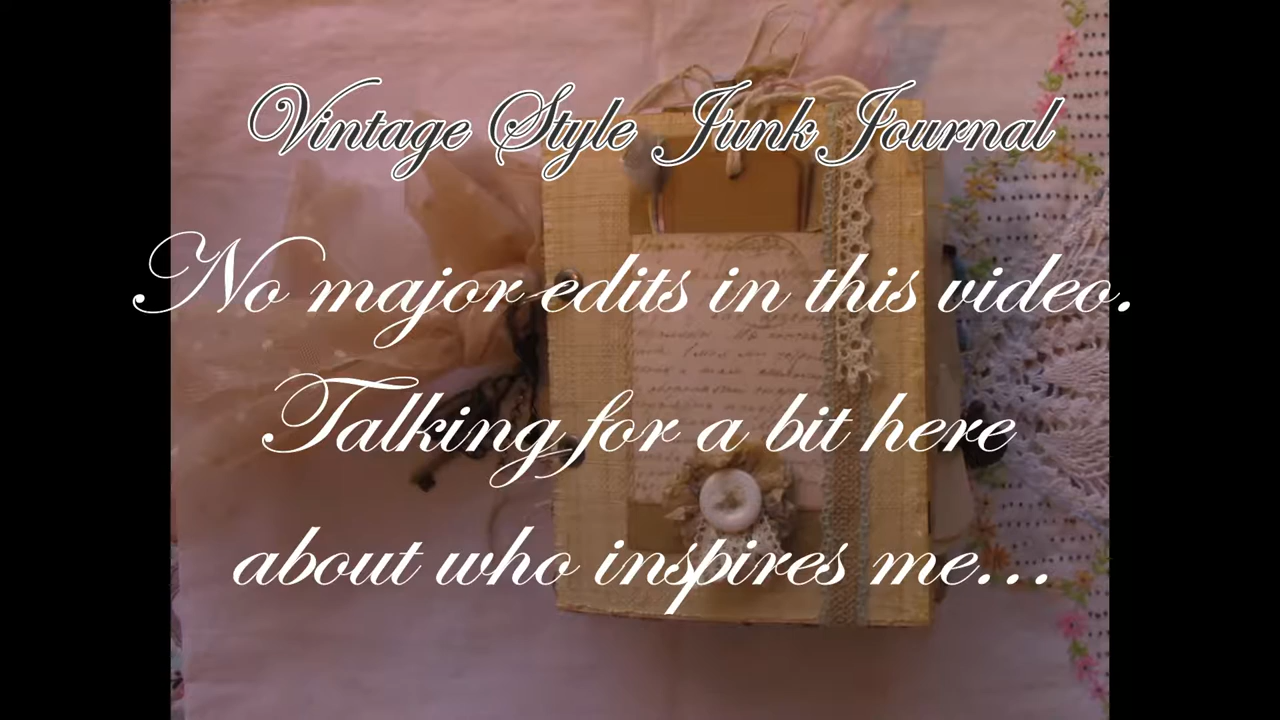 Vintage Style Junk Journal
No major edits in this video.
Talking for a bit here
about who inspires me...